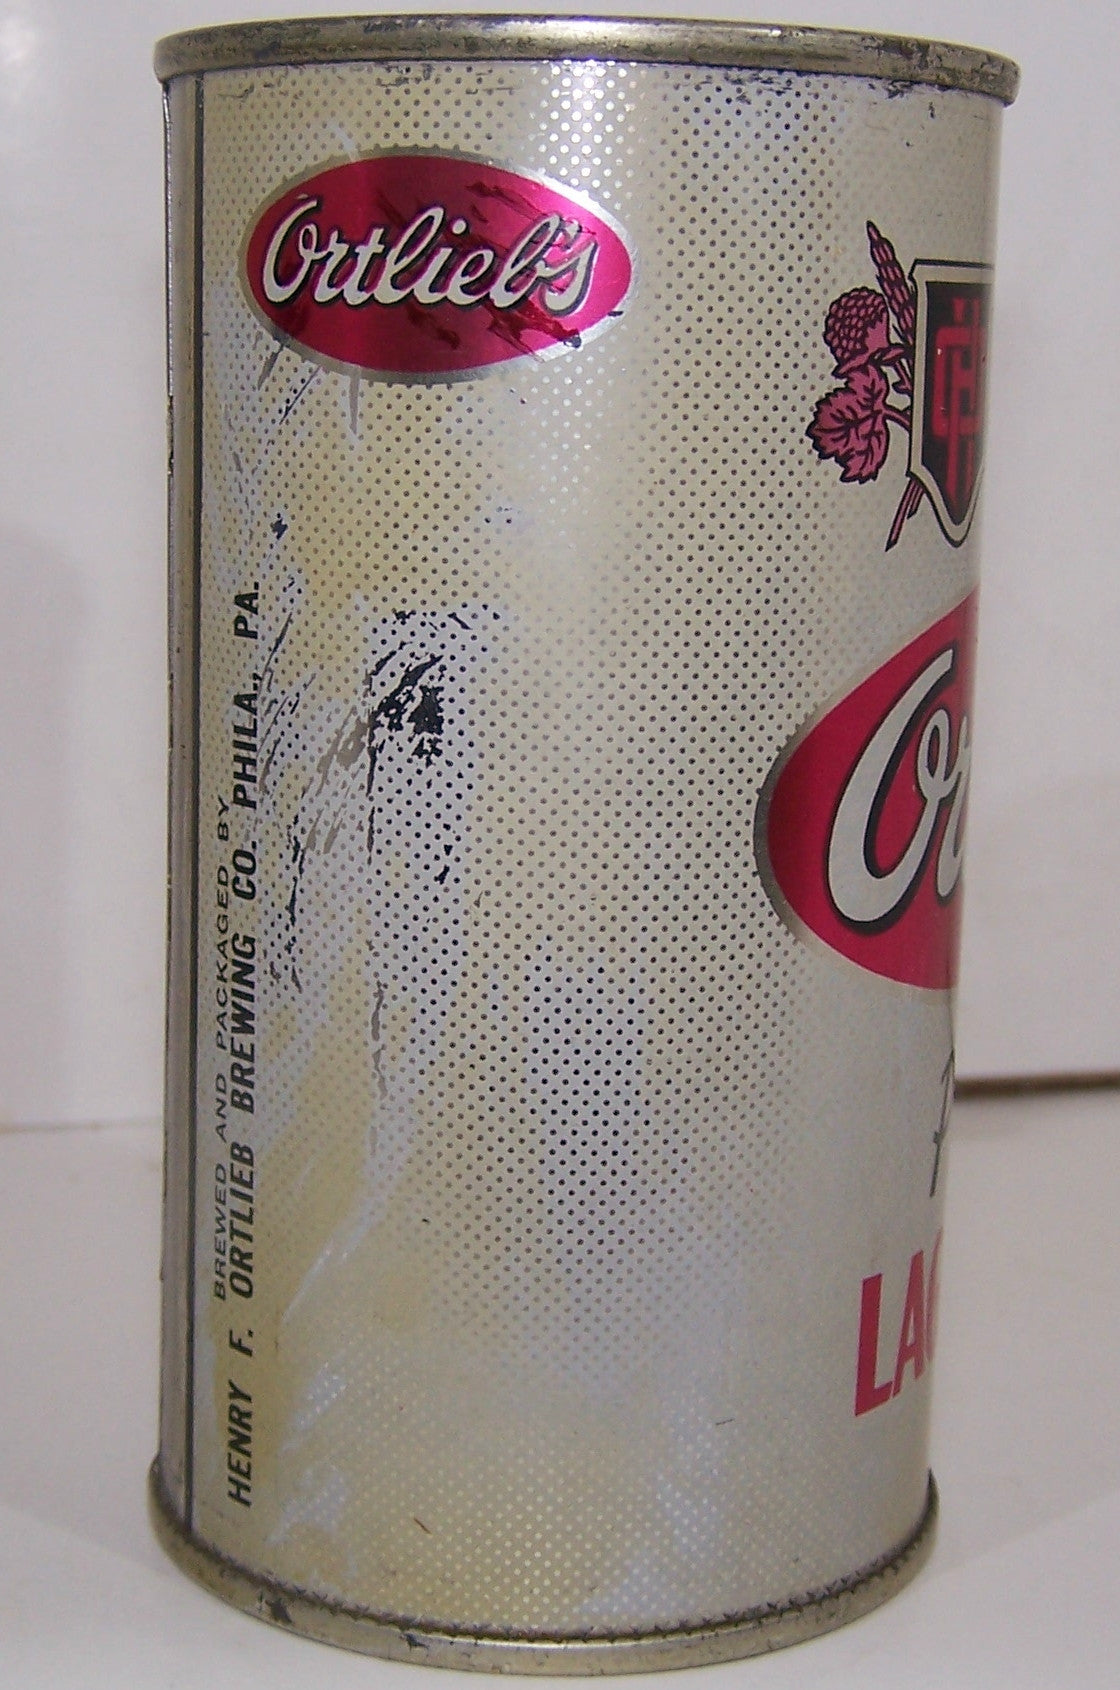 Ortlieb's
BREWED AND PACKAGED BY
HENRY F. ORTLIEB BREWING CO. PHILA., PA.